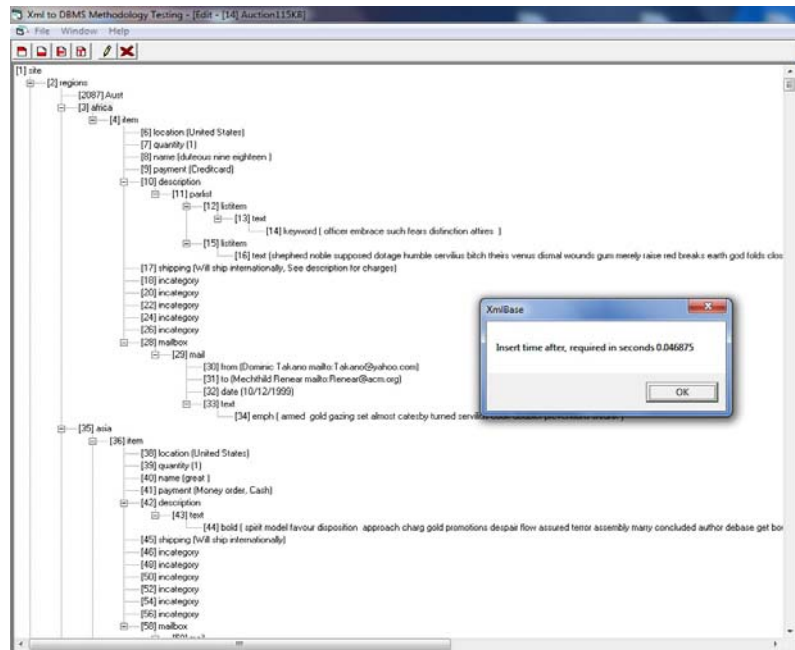 Xml to DBMS Methodology Testing - [Edit - [14] Auction115KB]
File Window Help
[1] site
[2] regions
[2087] Aust
[3] africa
[4] item
[6] location (United States)
[7] quantity (1)
[8] name (duteous nine eighteen )
[9] payment (Creditcard)
[10] description
[11] parlist
[12] listitem
[13] text
[14] keyword ( officer embrace such fears distinction attires )
[15] listitem
[16] text (shepherd noble supposed dotage humble servilius bitch theirs venus dismal wounds gum merely raise red breaks earth god folds clos
[17] shipping (Will ship internationally, See description for charges)
[18] incategory
[20] incategory
[22] incategory
[24] incategory
[26] incategory
[28] mailbox
[29] mail
[30] from (Dominic Takano mailto:Takano@yahoo.com)
[31] to (Mechthild Renear mailto:Renear@acm.org)
[32] date (10/12/1999)
[33] text
[34] emph ( armed gold gazing set almost catesby turned servilius
[35] asia
[36] item
[38] location (United States)
[39] quantity (1)
[40] name (great )
[41] payment (Money order, Cash)
[42] description
[43] text
[44] bold ( spirit model favour disposition approach charg gold promotions despair flow assured terror assembly marry concluded author debase get bo
[45] shipping (Will ship internationally)
[46] incategory
[48] incategory
[50] incategory
[52] incategory
[54] incategory
[56] incategory
[58] mailbox
XmlBase
Insert time after, required in seconds 0.046875
OK